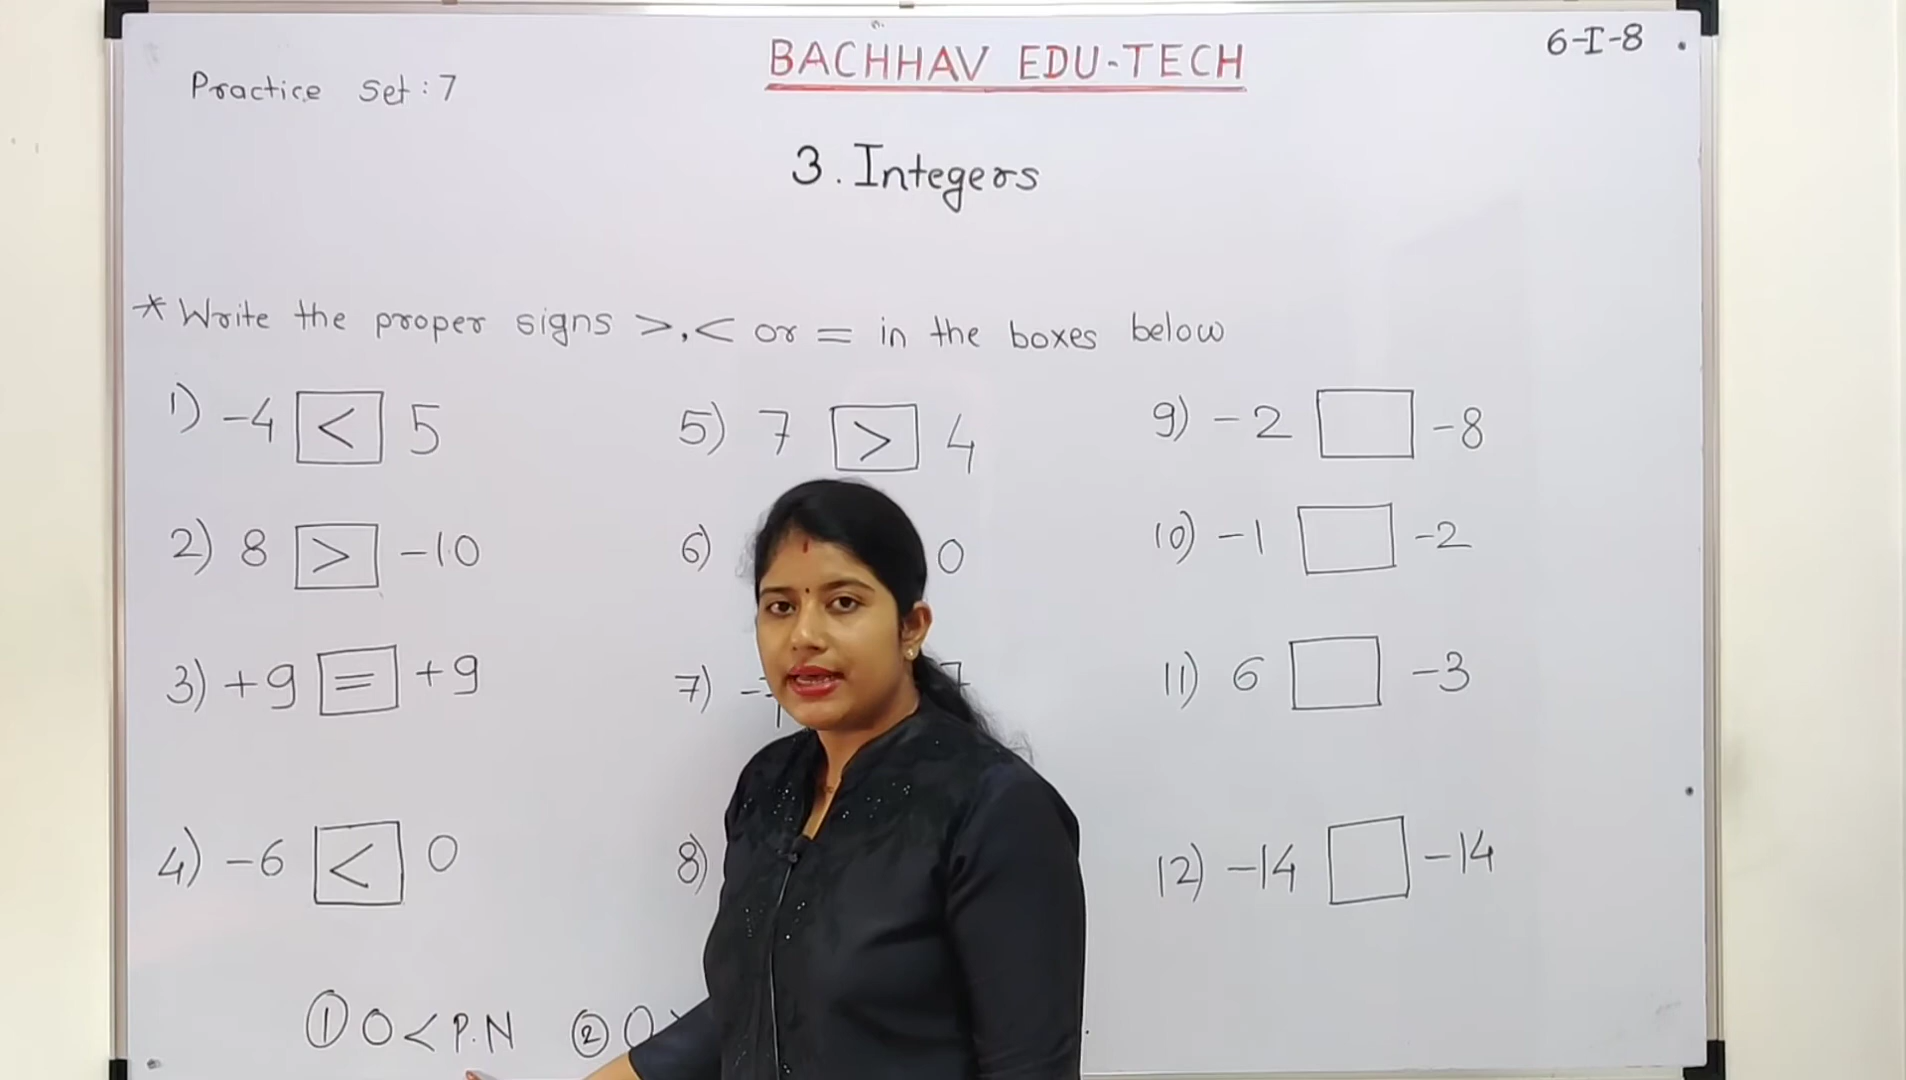 BACHHAV EDU-TECH
6-I-8
Practice Set: 7
3. Integers
* Write the proper signs >, < or = in the boxes below
1) -4 < 5
2) 8 > -10
3) +9 = +9
4) -6 < 0
5) 7 > 4
6) 0
7) - 7
8)
9) -2 -8
10) -1 -2
11) 6 -3
12) -14 -14
① 0 < P.N ② 0 >